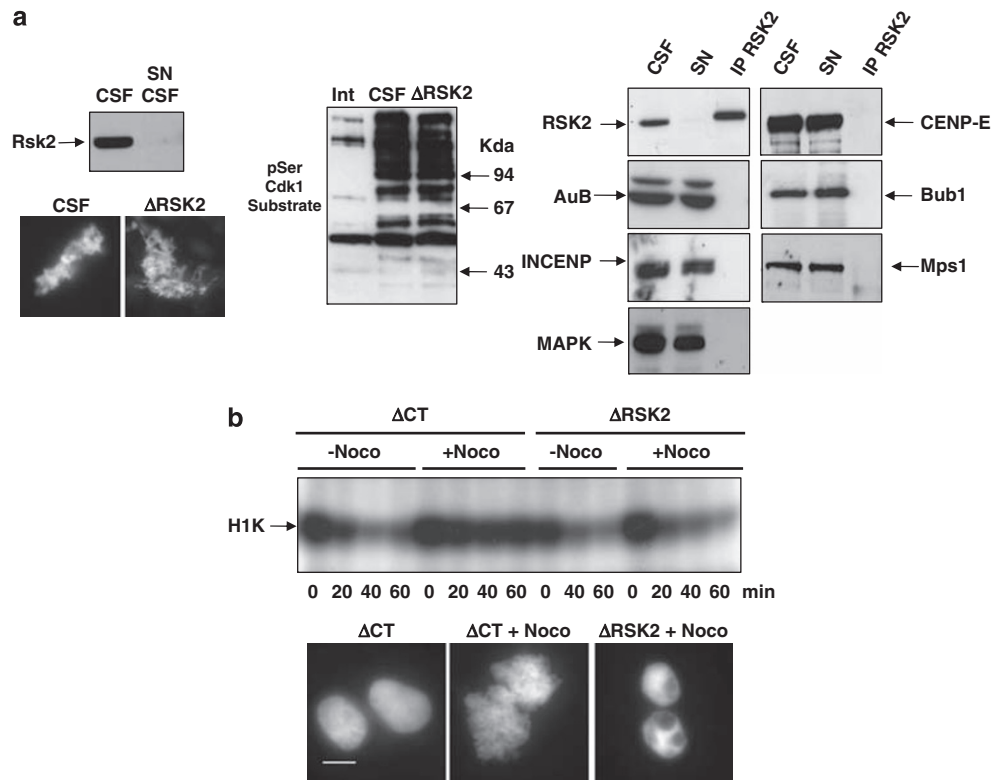 a
SN
CSF CSF
Rsk2
CSF ΔRSK2
Int CSF ΔRSK2
pSer
Cdk1
Substrate
Kda
94
67
43
CSF SN IP RSK2 CSF SN IP RSK2
RSK2 CENP-E
AuB Bub1
INCENP Mps1
MAPK
b
ΔCT ΔRSK2
-Noco +Noco -Noco +Noco
H1K
0 20 40 60 0 20 40 60 0 40 60 0 20 40 60 min
ΔCT ΔCT + Noco ΔRSK2 + Noco